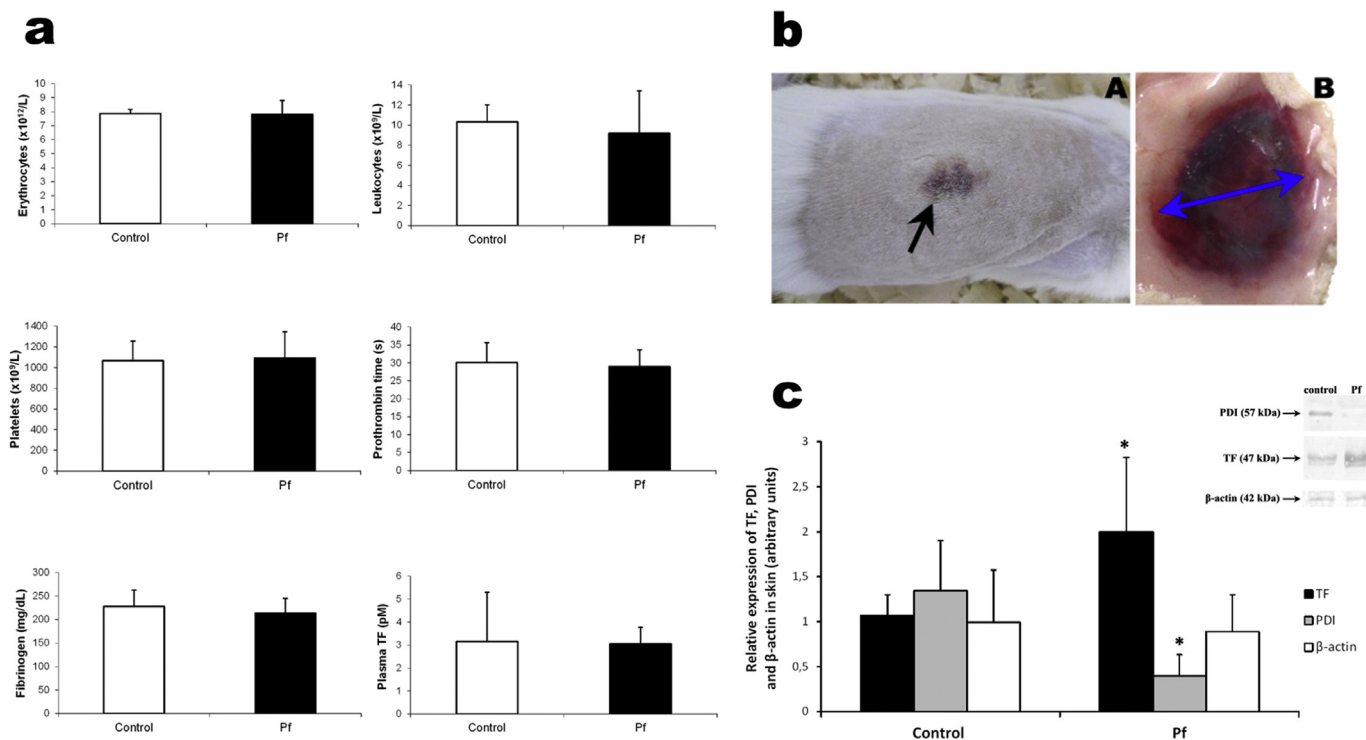 a
Erythrocytes (x10¹²/L)
10
9
8
7
6
5
4
3
2
1
0
Control Pf
Leukocytes (x10⁹/L)
14
12
10
8
6
4
2
0
Control Pf
Platelets (x10⁹/L)
1400
1200
1000
800
600
400
200
0
Control Pf
Prothrombin time (s)
40
35
30
25
20
15
10
5
0
Control Pf
Fibrinogen (mg/dL)
300
250
200
150
100
50
0
Control Pf
Plasma TF (pM)
6
5
4
3
2
1
0
Control Pf
b
A
B
c
control Pf
PDI (57 kDa)
TF (47 kDa)
β-actin (42 kDa)
Relative expression of TF, PDI
and β-actin in skin (arbitrary units)
3
2,5
2
1,5
1
0,5
0
*
*
Control Pf
TF
PDI
β-actin